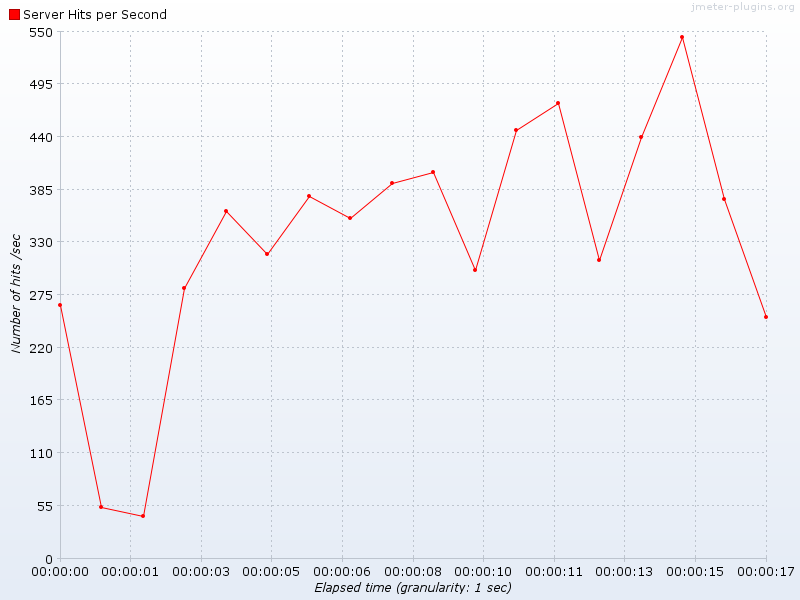 jmeter-plugins.org
Server Hits per Second
550
495
440
385
330
275
220
165
110
55
0
Number of hits /sec
00:00:00 00:00:01 00:00:03 00:00:05 00:00:06 00:00:08 00:00:10 00:00:11 00:00:13 00:00:15 00:00:17
Elapsed time (granularity: 1 sec)